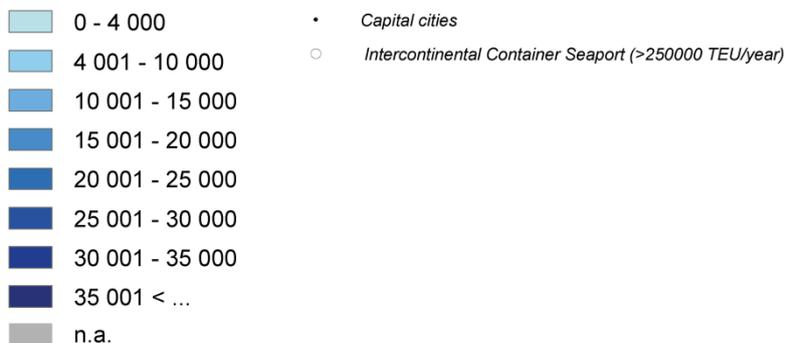 0 - 4 000
4 001 - 10 000
10 001 - 15 000
15 001 - 20 000
20 001 - 25 000
25 001 - 30 000
30 001 - 35 000
35 001 < ...
n.a.
Capital cities
Intercontinental Container Seaport (>250000 TEU/year)